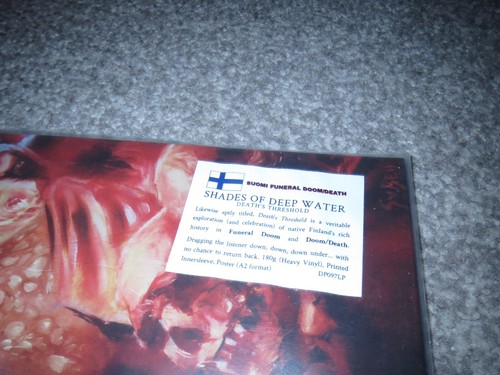 SUOMI FUNERAL DOOM/DEATH
SHADES OF DEEP WATER
DEATH'S THRESHOLD
Likewise aptly titled, Death's Threshold is a veritable
exploration (and celebration) of native Finland's rich
history in Funeral Doom and Doom/Death.
Dragging the listener down, down, down under... with
no chance to return back. 180g (Heavy Vinyl), Printed
Innersleeve, Poster (A2 format)
DP097LP